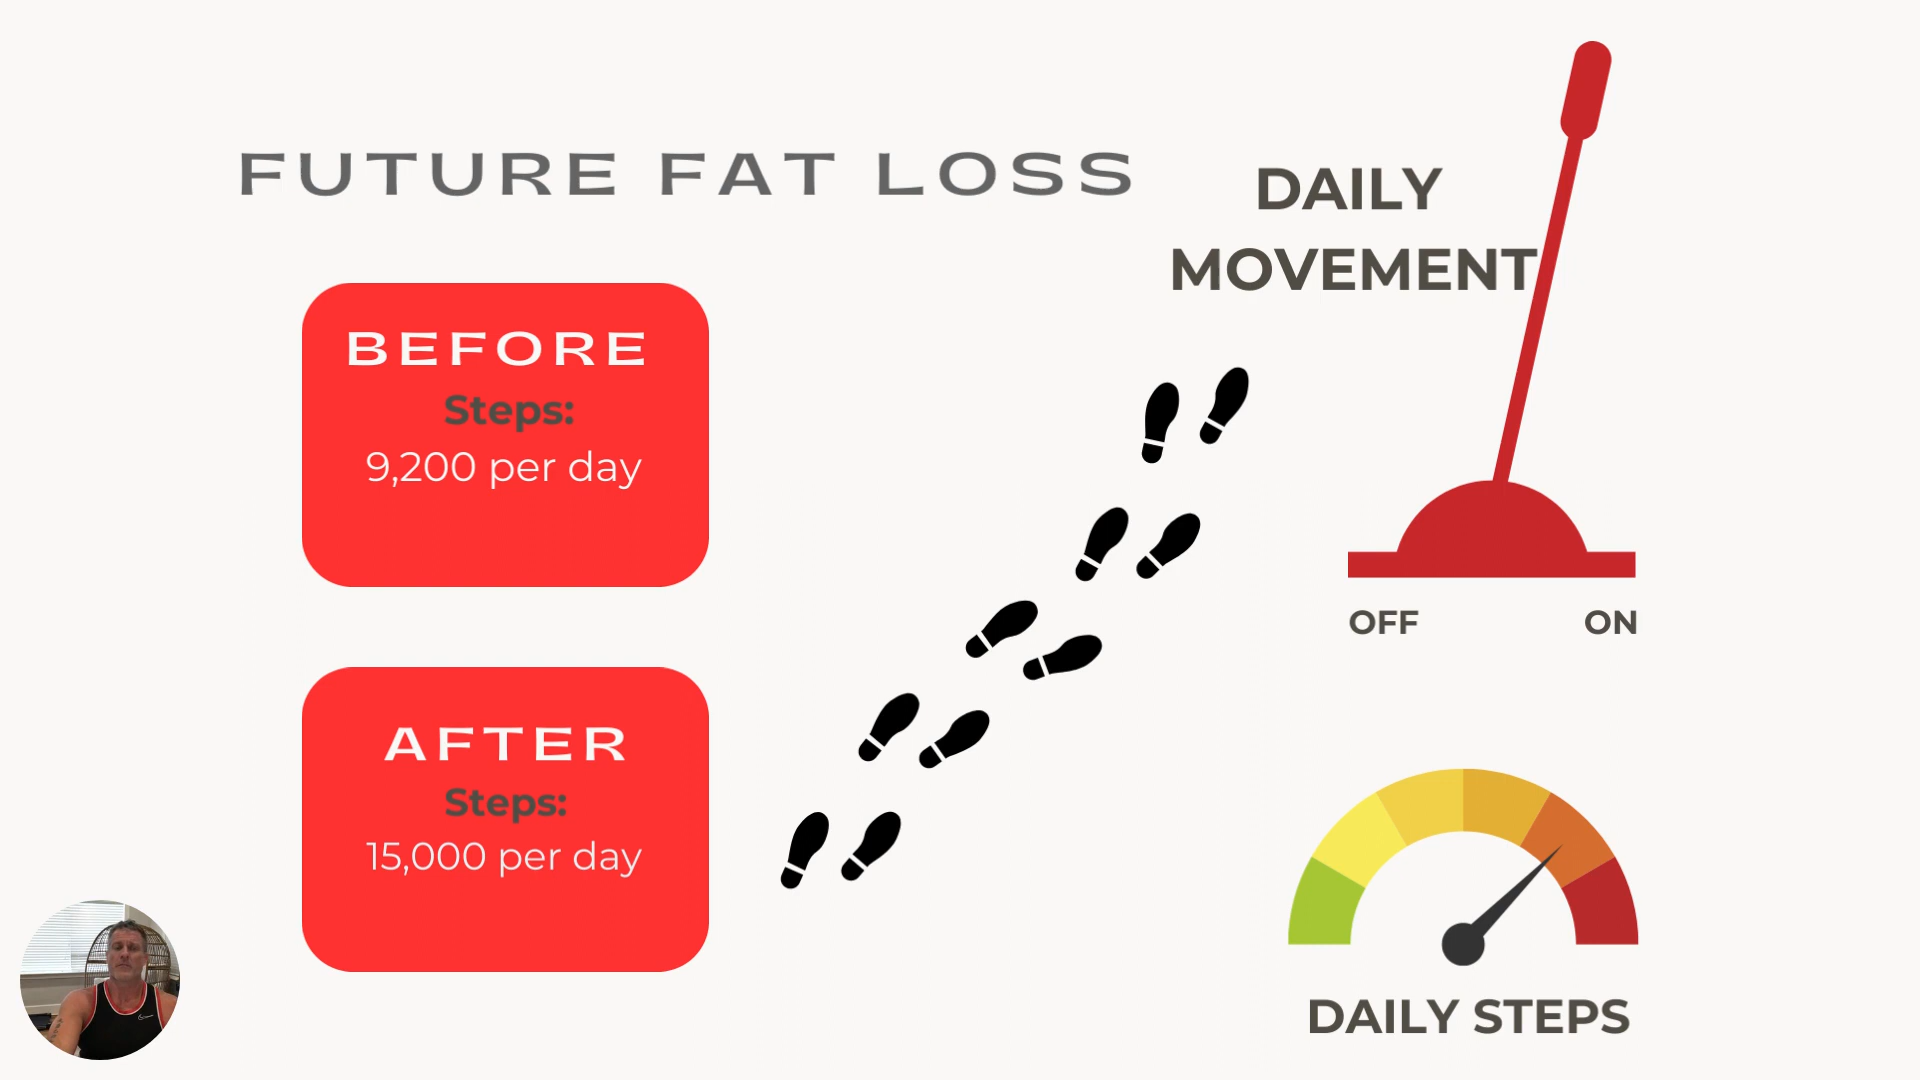 FUTURE FAT LOSS
BEFORE
Steps:
9,200 per day
AFTER
Steps:
15,000 per day
DAILY
MOVEMENT
OFF
ON
DAILY STEPS